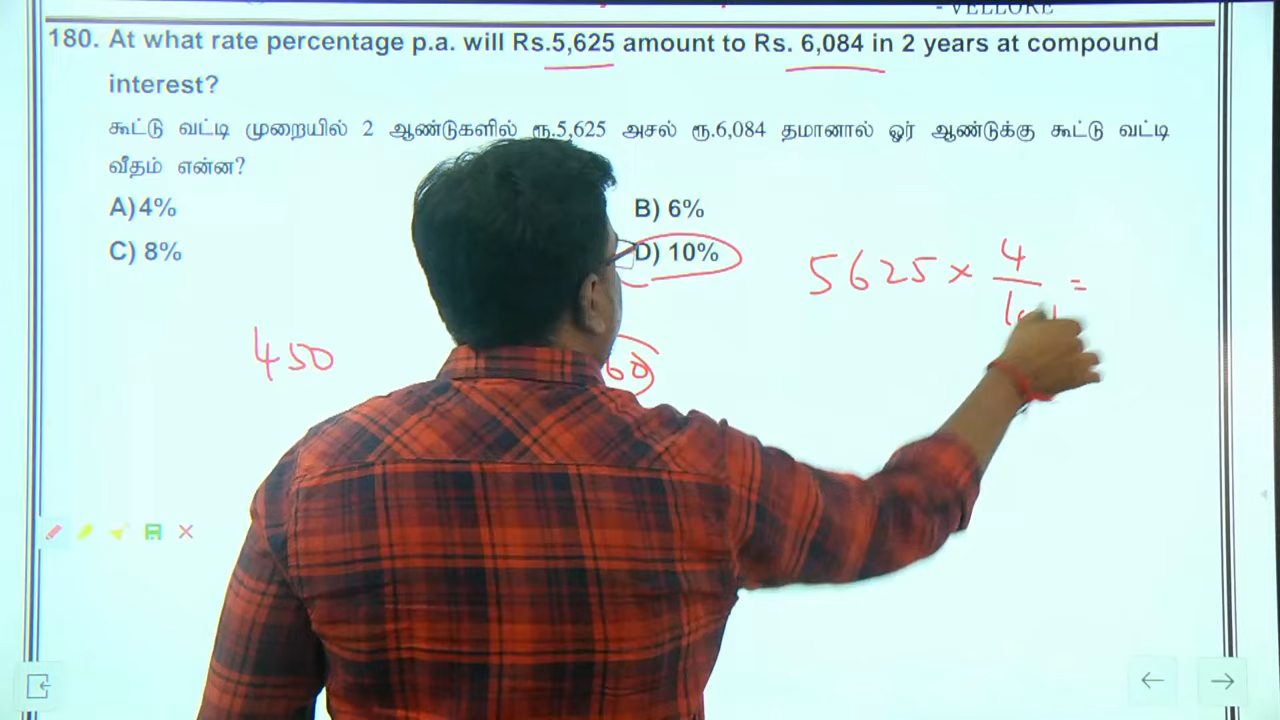 - VELLORE
180. At what rate percentage p.a. will Rs.5,625 amount to Rs. 6,084 in 2 years at compound
interest?
கூட்டு வட்டி முறையில் 2 ஆண்டுகளில் ரூ.5,625 அசல் ரூ.6,084 தமானால் ஓர் ஆண்டுக்கு கூட்டு வட்டி
வீதம் என்ன?
A) 4%
B) 6%
C) 8%
D) 10%
5625 × 4 =
450